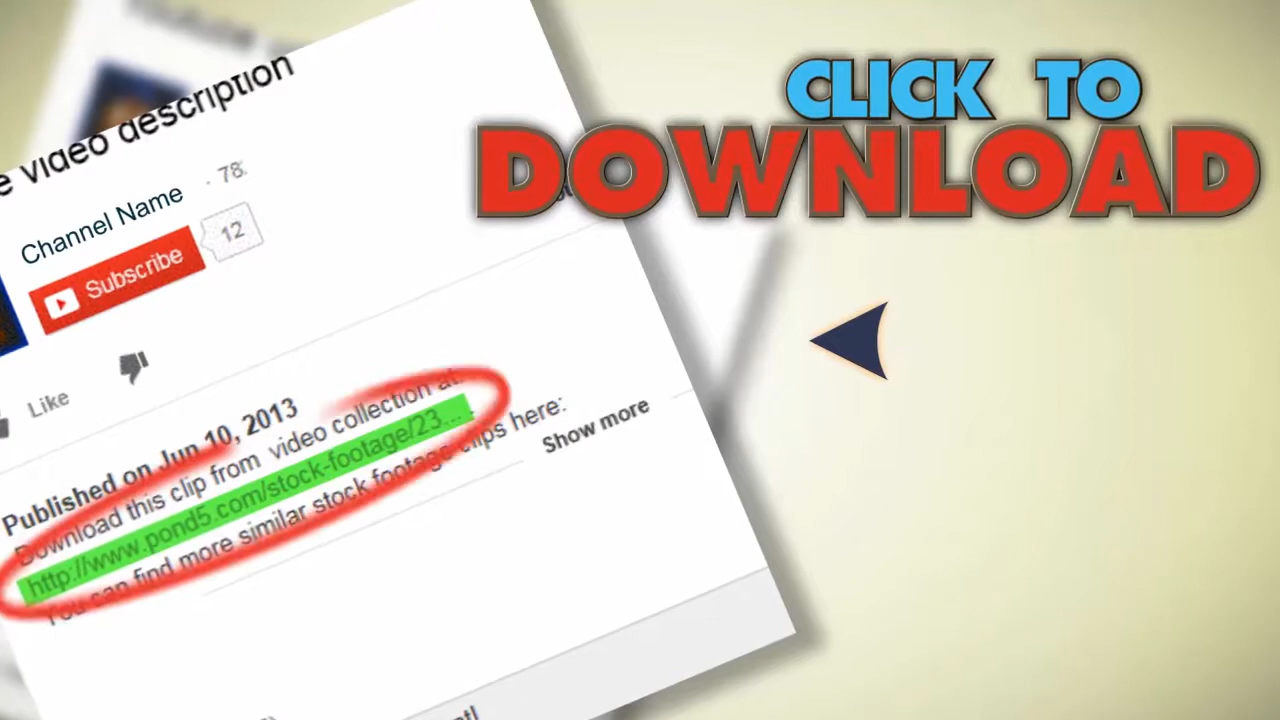 CLICK TO
DOWNLOAD
e video description
Channel Name
78
Subscribe
12
Like
Published on Jun 10, 2013
Download this clip from video collection at:
http://www.pond5.com/stock-footage/23...
You can find more similar stock footage clips here:
Show more